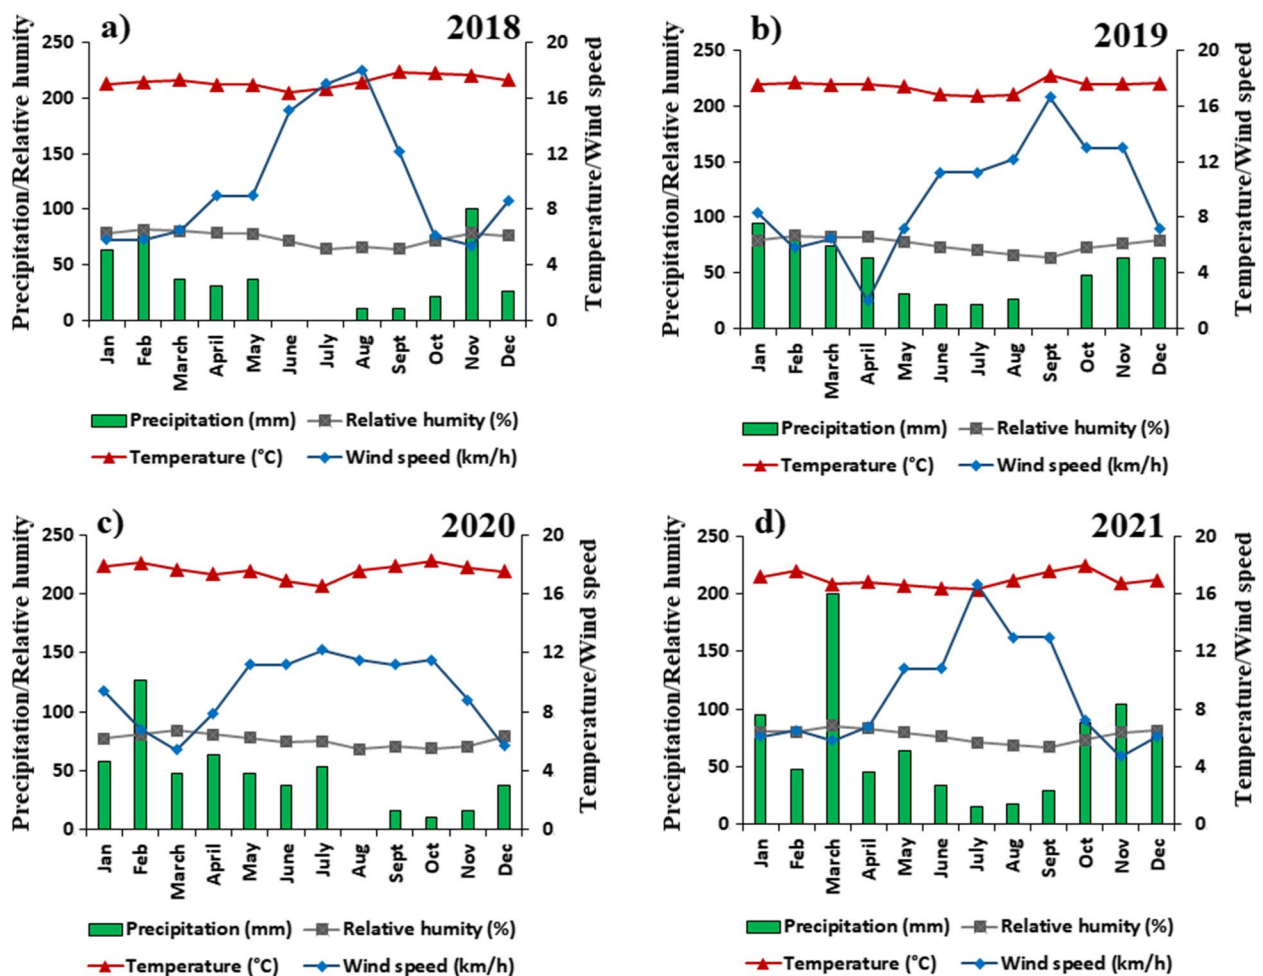 a)
2018
Precipitation/Relative humity
250
200
150
100
50
0
20
16
12
8
4
0
Temperature/Wind speed
Jan
Feb
March
April
May
June
July
Aug
Sept
Oct
Nov
Dec
Precipitation (mm)
Relative humity (%)
Temperature (°C)
Wind speed (km/h)
b)
2019
Precipitation/Relative humity
250
200
150
100
50
0
20
16
12
8
4
0
Temperature/Wind speed
Jan
Feb
March
April
May
June
July
Aug
Sept
Oct
Nov
Dec
Precipitation (mm)
Relative humity (%)
Temperature (°C)
Wind speed (km/h)
c)
2020
Precipitation/Relative humity
250
200
150
100
50
0
20
16
12
8
4
0
Temperature/Wind speed
Jan
Feb
March
April
May
June
July
Aug
Sept
Oct
Nov
Dec
Precipitation (mm)
Relative humity (%)
Temperature (°C)
Wind speed (km/h)
d)
2021
Precipitation/Relative humity
250
200
150
100
50
0
20
16
12
8
4
0
Temperature/Wind speed
Jan
Feb
March
April
May
June
July
Aug
Sept
Oct
Nov
Dec
Precipitation (mm)
Relative humity (%)
Temperature (°C)
Wind speed (km/h)